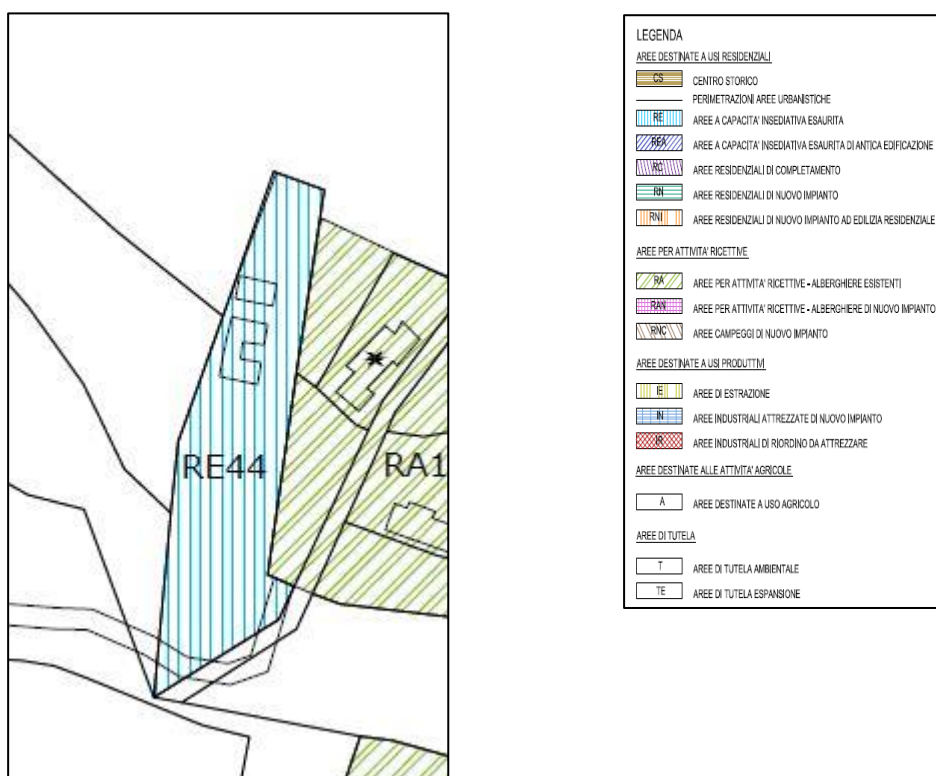 RE44
RA1
LEGENDA
AREE DESTINATE A USI RESIDENZIALI
CS CENTRO STORICO
PERIMETRAZIONI AREE URBANISTICHE
RE AREE A CAPACITA' INSEDIATIVA ESAURITA
REA AREE A CAPACITA' INSEDIATIVA ESAURITA DI ANTICA EDIFICAZIONE
RC AREE RESIDENZIALI DI COMPLETAMENTO
RN AREE RESIDENZIALI DI NUOVO IMPIANTO
RNI AREE RESIDENZIALI DI NUOVO IMPIANTO AD EDILIZIA RESIDENZIALE
AREE PER ATTIVITA' RICETTIVE
RA AREE PER ATTIVITA' RICETTIVE - ALBERGHIERE ESISTENTI
RAN AREE PER ATTIVITA' RICETTIVE - ALBERGHIERE DI NUOVO IMPIANTO
RNC AREE CAMPEGGI DI NUOVO IMPIANTO
AREE DESTINATE A USI PRODUTTIVI
IE AREE DI ESTRAZIONE
IN AREE INDUSTRIALI ATTREZZATE DI NUOVO IMPIANTO
IR AREE INDUSTRIALI DI RIORDINO DA ATTREZZARE
AREE DESTINATE ALLE ATTIVITA' AGRICOLE
A AREE DESTINATE A USO AGRICOLO
AREE DI TUTELA
T AREE DI TUTELA AMBIENTALE
TE AREE DI TUTELA ESPANSIONE